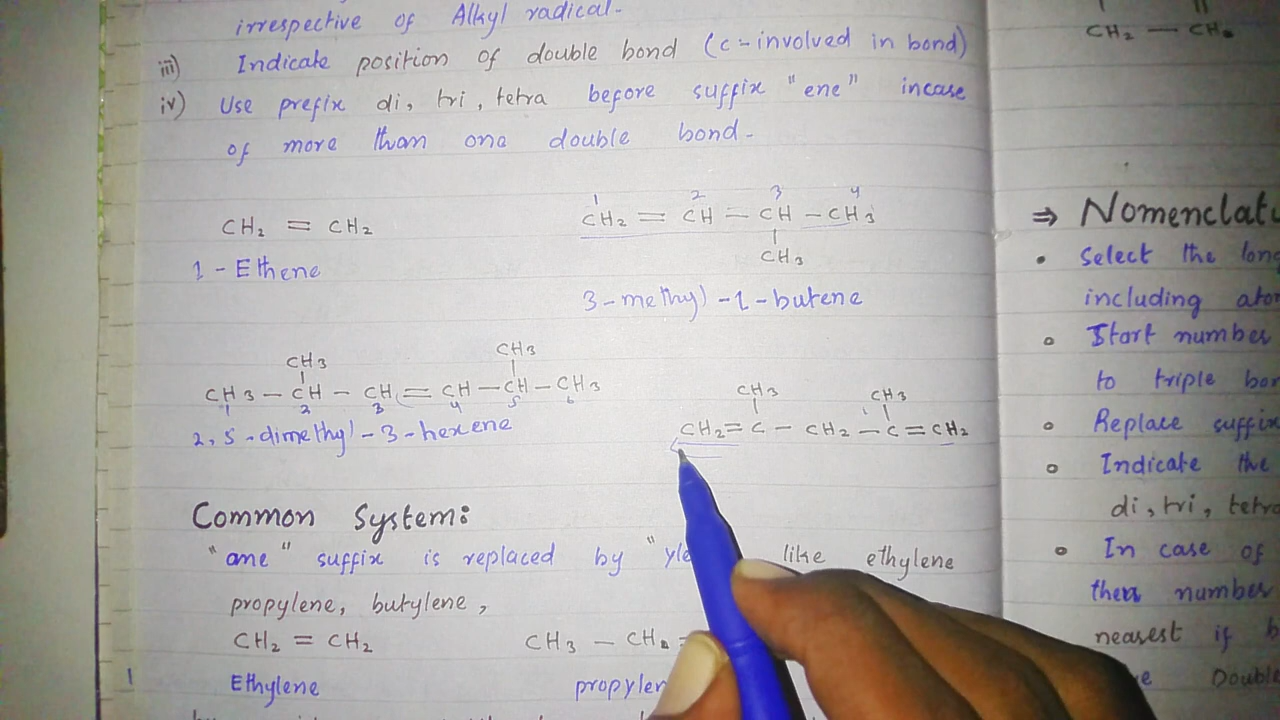 irrespective of Alkyl radical-
iii) Indicate position of double bond (c-involved in bond)
iv) Use prefix di, tri, tetra before suffix "ene" incase
of more than one double bond-
CH2 = CH2
1 - Ethene
1 2 3 4
CH2 = CH - CH - CH3
CH3
3-methyl-1-butene
CH3 CH3
CH3 - CH - CH = CH - CH - CH3
1 2 3 4 5 6
2,5-dimethyl-3-hexene
CH3 CH3
CH2 = C - CH2 - C = CH2
Common System:
"ane" suffix is replaced by "yle like ethylene
propylene, butylene,
CH2 = CH2
Ethylene
CH3 - CH2 =
propylen
CH2 - CH2
⇒ Nomenclat
• Select the lon
including ato
Start number
to triple bo
Replace suffix
Indicate the
di, tri, tetra
In case of
then number
nearest if b
Double